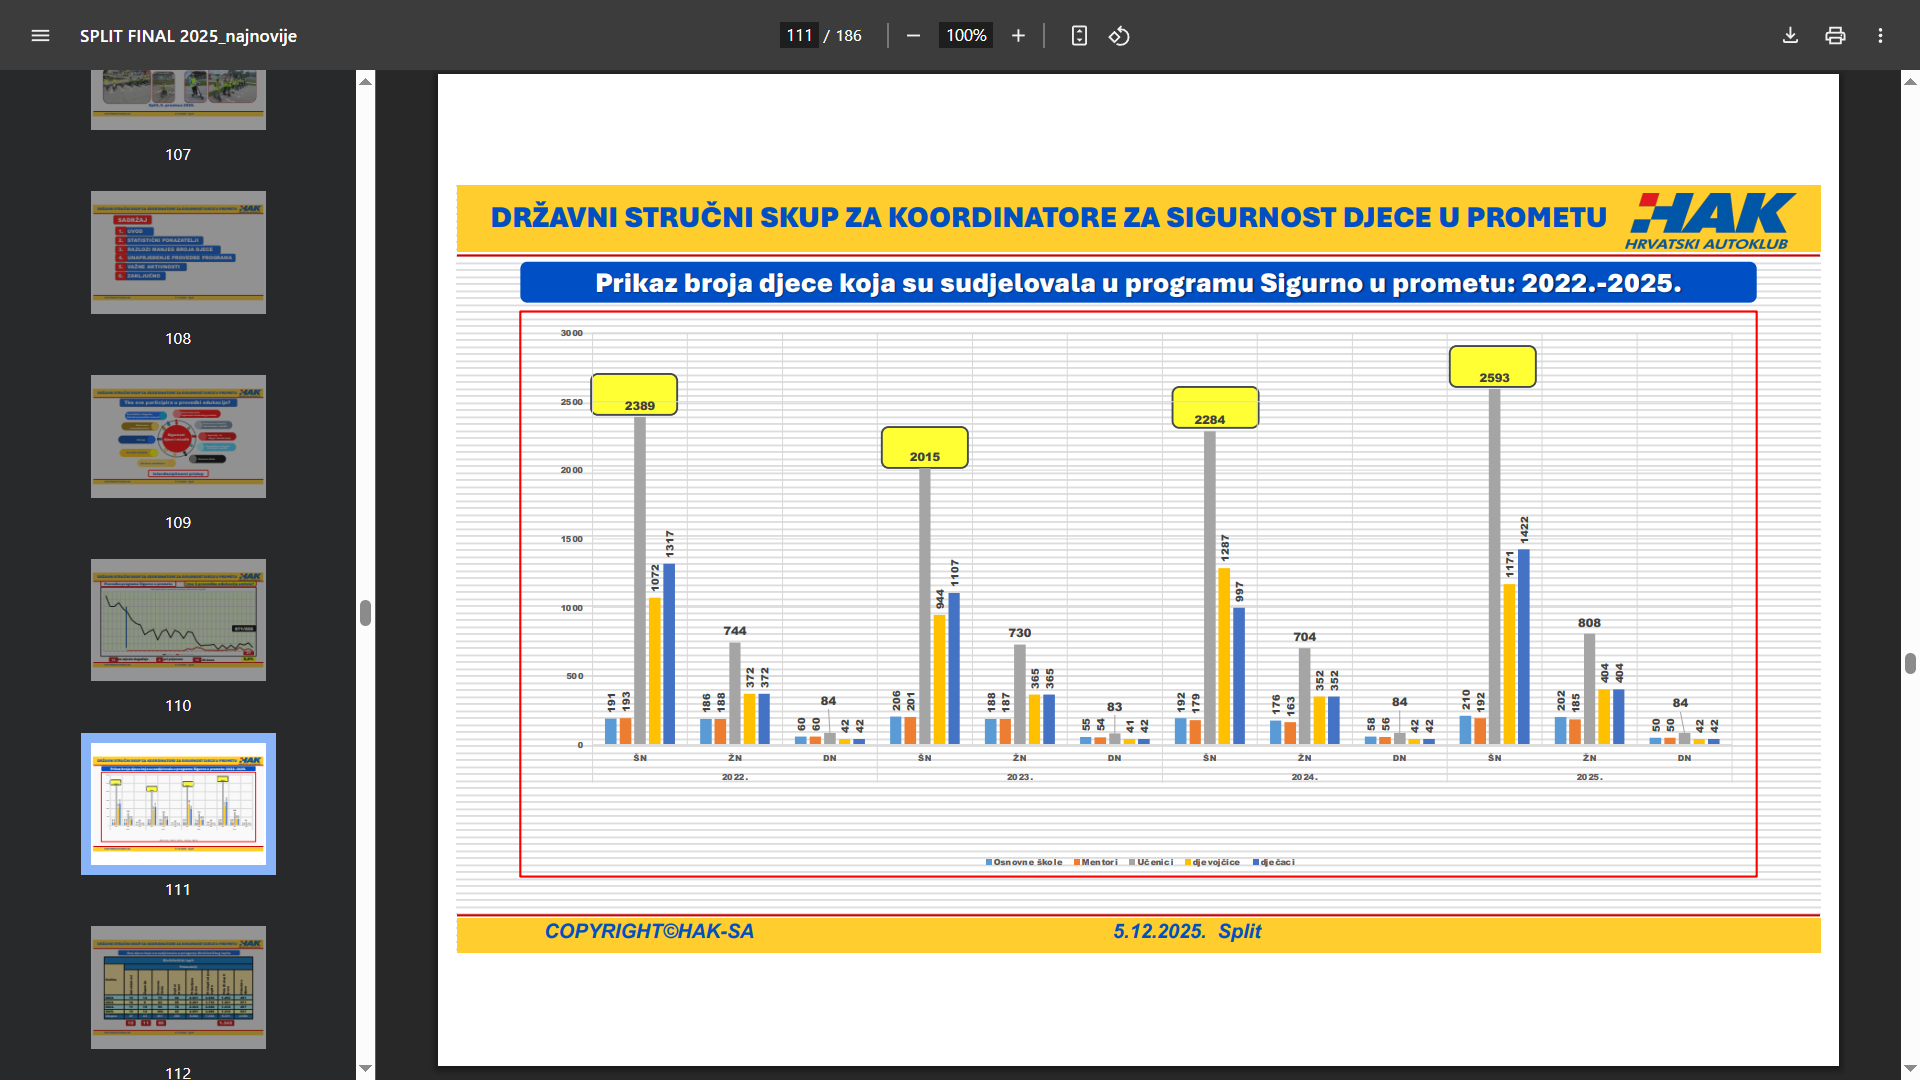 SPLIT FINAL 2025_najnovije
111 / 186
100%
107
108
109
110
111
112
SADRŽAJ
DRŽAVNI STRUČNI SKUP ZA KOORDINATORE ZA SIGURNOST DJECE U PROMETU
HAK
HRVATSKI AUTOKLUB
Prikaz broja djece koja su sudjelovala u programu Sigurno u prometu: 2022.-2025.
3000
2500
2000
1500
1000
500
0
191 193 2389 1072 1317
186 188 744 372 372
60 60 84 42 42
206 201 2015 944 1107
188 187 730 365 365
55 54 83 41 42
192 179 2284 1287 997
176 163 704 352 352
58 56 84 42 42
210 192 2593 1171 1422
202 185 808 404 404
50 50 84 42 42
ŠN ŽN DN ŠN ŽN DN ŠN ŽN DN ŠN ŽN DN
2022. 2023. 2024. 2025.
Osnovne škole Mentori Učenici djevojčice dječaci
COPYRIGHT©HAK-SA
5.12.2025. Split